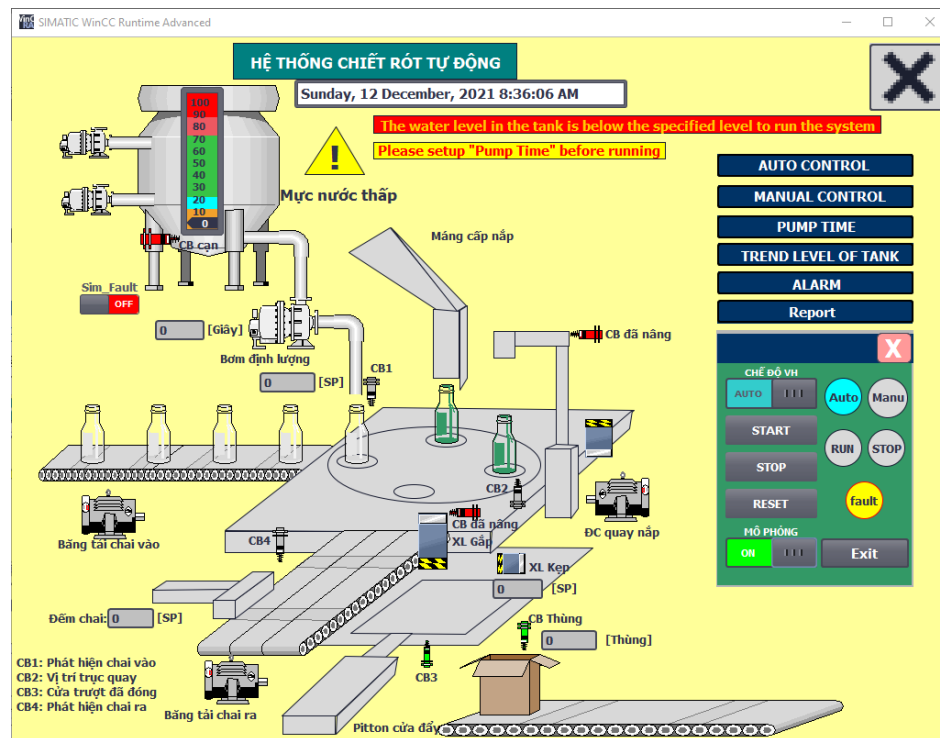 SIMATIC WinCC Runtime Advanced
HỆ THỐNG CHIẾT RÓT TỰ ĐỘNG
Sunday, 12 December, 2021 8:36:06 AM
The water level in the tank is below the specified level to run the system
Please setup "Pump Time" before running
100
90
80
70
60
50
40
30
20
10
0
!
Mực nước thấp
CB cạn
Sim_Fault
OFF
0 [Giây]
Bơm định lượng
0 [SP]
CB1
Máng cấp nắp
CB đã nâng
AUTO CONTROL
MANUAL CONTROL
PUMP TIME
TREND LEVEL OF TANK
ALARM
Report
X
CHẾ ĐỘ VH
AUTO
Auto
Manu
START
RUN
STOP
STOP
RESET
fault
MÔ PHỎNG
ON
Exit
CB2
CB đã nâng
XL Gắp
CB4
ĐC quay nắp
Băng tải chai vào
XL Kẹp
0 [SP]
Đếm chai: 0 [SP]
CB Thùng
0 [Thùng]
CB3
CB1: Phát hiện chai vào
CB2: Vị trí trục quay
CB3: Cửa trượt đã đóng
CB4: Phát hiện chai ra
Băng tải chai ra
Pitton cửa đẩy